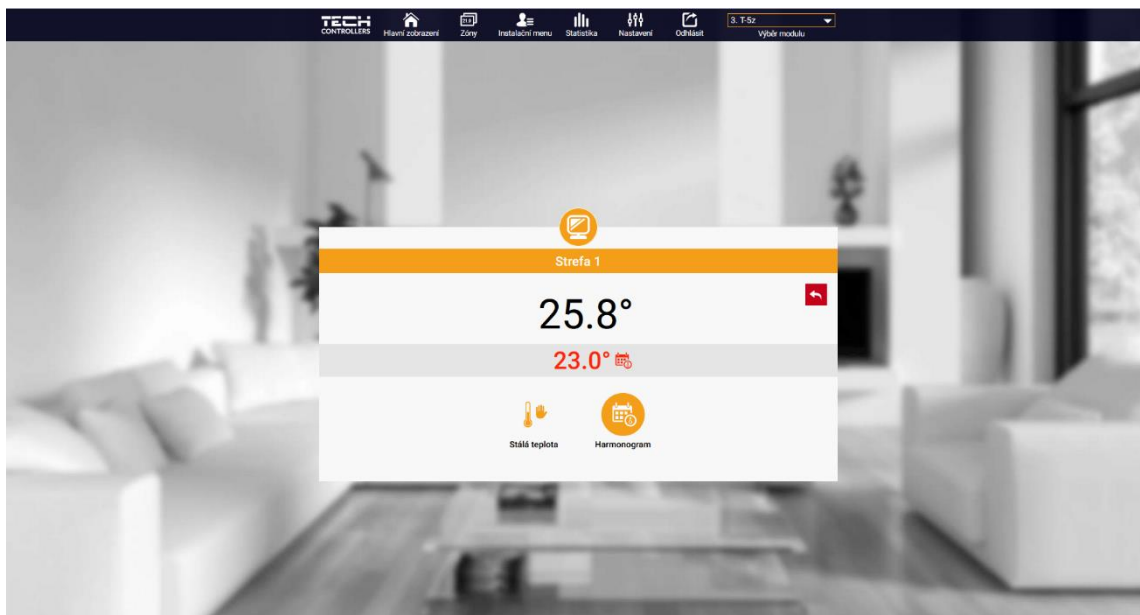 TECH
CONTROLLERS
Hlavní zobrazení
Zóny
Instalační menu
Statistika
Nastavení
Odhlásit
3. T-5z
Výběr modulu
Strefa 1
25.8°
23.0°
Stálá teplota
Harmonogram